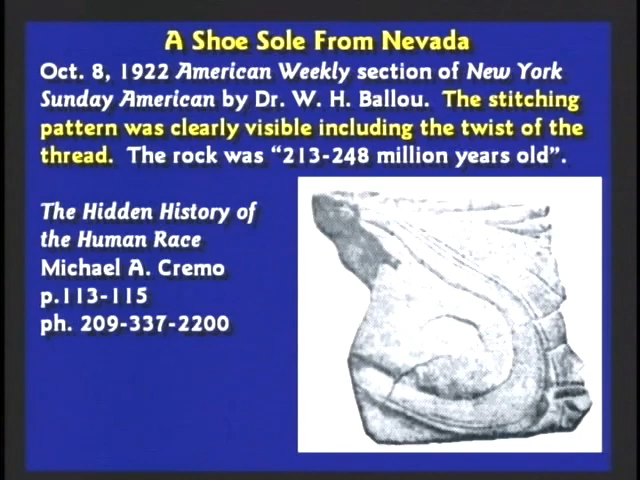 A Shoe Sole From Nevada
Oct. 8, 1922 American Weekly section of New York
Sunday American by Dr. W. H. Ballou. The stitching
pattern was clearly visible including the twist of the
thread. The rock was “213-248 million years old”.
The Hidden History of
the Human Race
Michael A. Cremo
p.113-115
ph. 209-337-2200